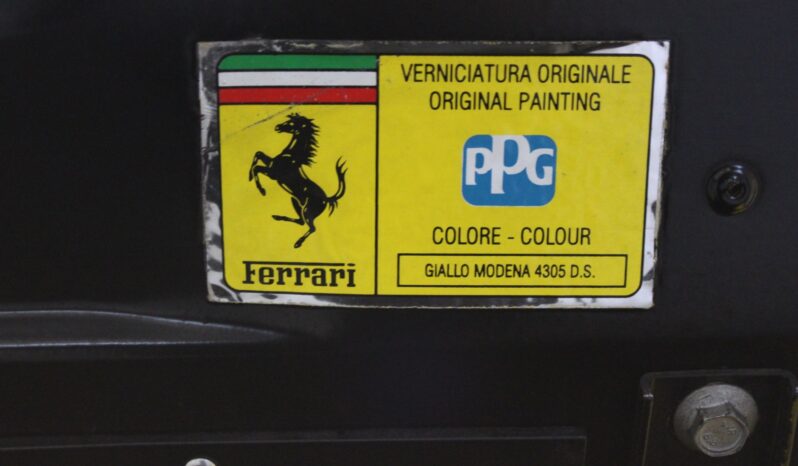 VERNICIATURA ORIGINALE
ORIGINAL PAINTING
PPG
COLORE - COLOUR
GIALLO MODENA 4305 D.S.
Ferrari